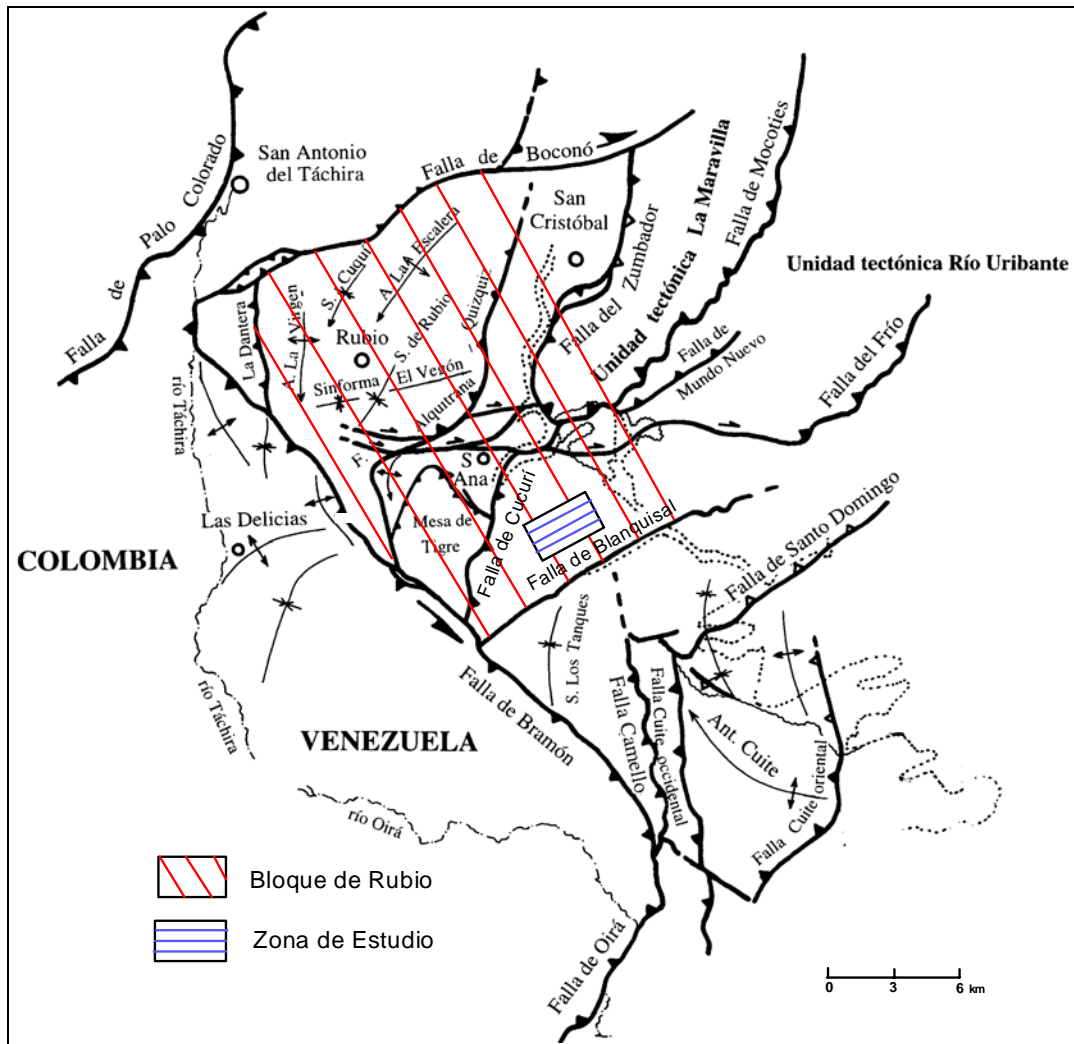 Falla de Palo Colorado
San Antonio
del Táchira
Falla de Boconó
San
Cristóbal
Unidad tectónica La Maravilla
Falla de Mocoties
Falla del Zumbador
Unidad tectónica Río Uribante
A. La Escalera
S. Cuquí
A. La Virgen
La Dantera
Rubio
S. de Rubio
Quizquiz
Sinforma El Vegón
Falla de
Mundo Nuevo
Falla del Frío
río Táchira
F. Alquitrana
S
Ana
Mesa de
Tigre
Falla de Cucurí
Falla de Blanquisal
Las Delicias
COLOMBIA
Falla de Santo Domingo
S. Los Tanques
Falla de Bramón
Falla Camello
Falla Cuite occidental
Ant. Cuite
Falla Cuite oriental
río Táchira
VENEZUELA
río Oirá
Falla de Oirá
Bloque de Rubio
Zona de Estudio
0 3 6 km